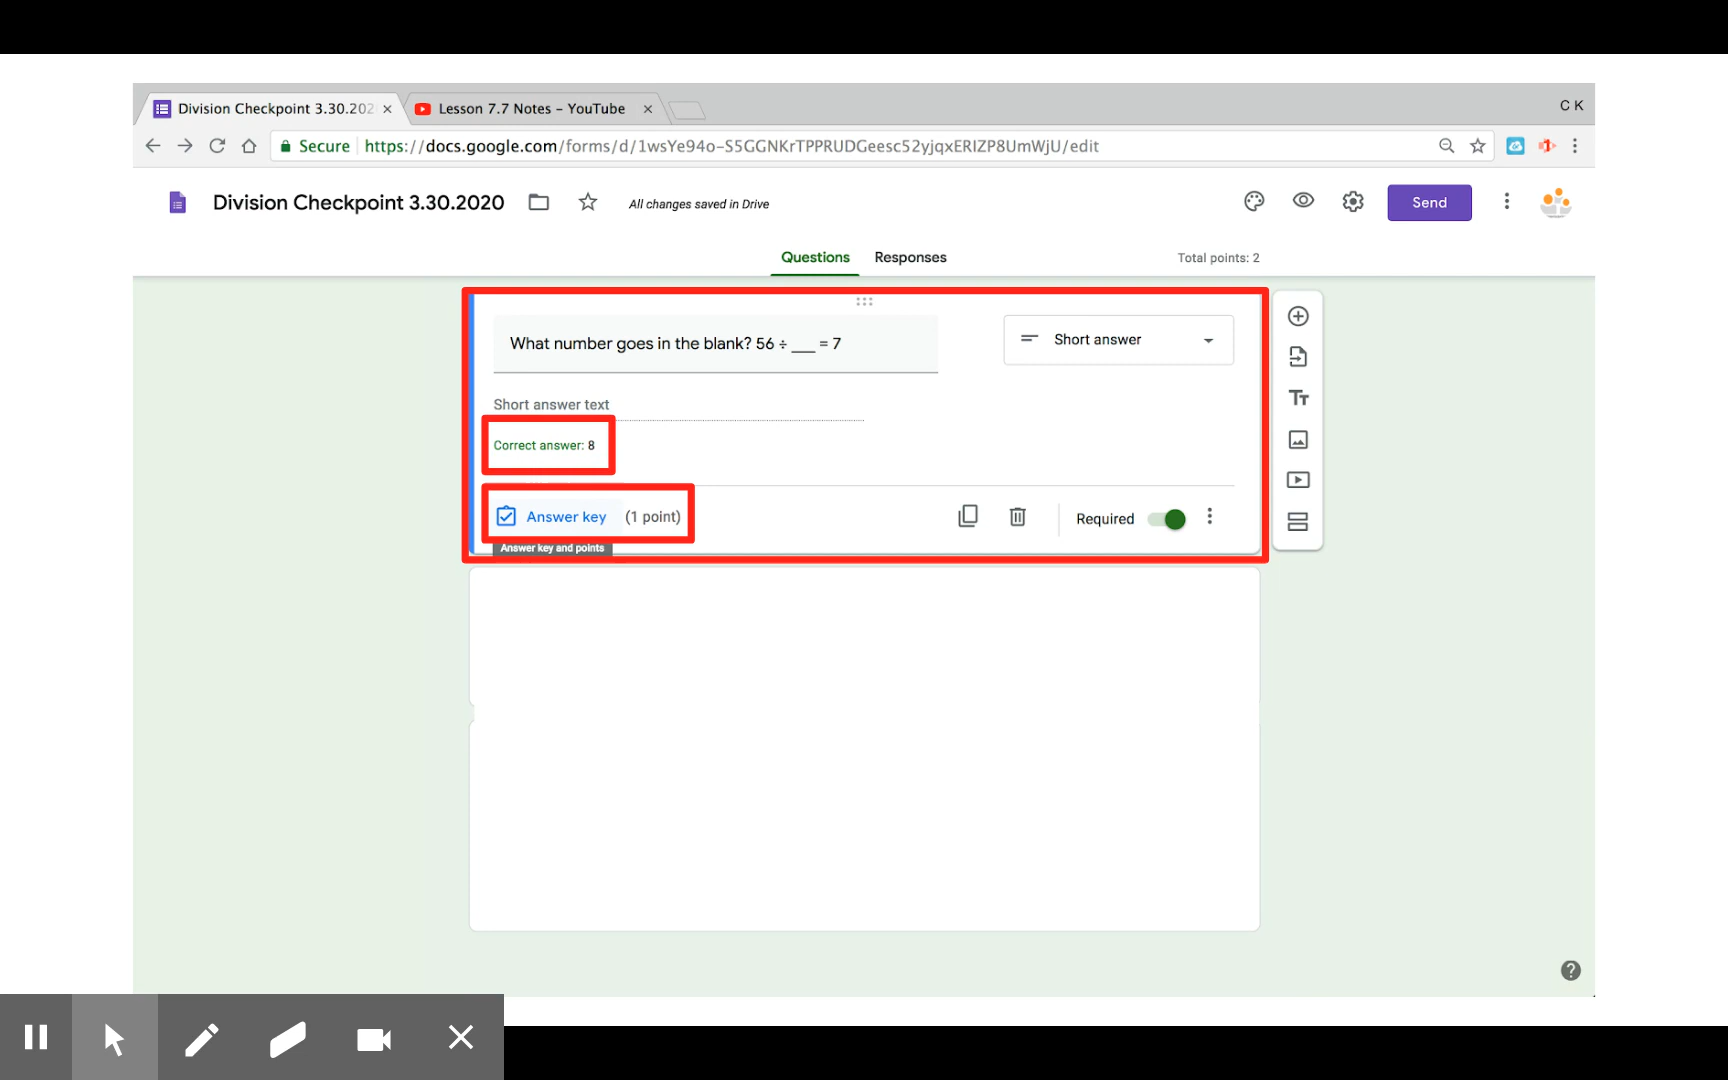 Division Checkpoint 3.30.202
Lesson 7.7 Notes – YouTube
C K
Secure
https://docs.google.com/forms/d/1wsYe94o-S5GGNKrTPPRUDGeesc52yjqxERIZP8UmWjU/edit
Division Checkpoint 3.30.2020
All changes saved in Drive
Send
Questions
Responses
Total points: 2
What number goes in the blank? 56 ÷ ___ = 7
Short answer
Short answer text
Correct answer: 8
Answer key (1 point)
Required
Answer key and points